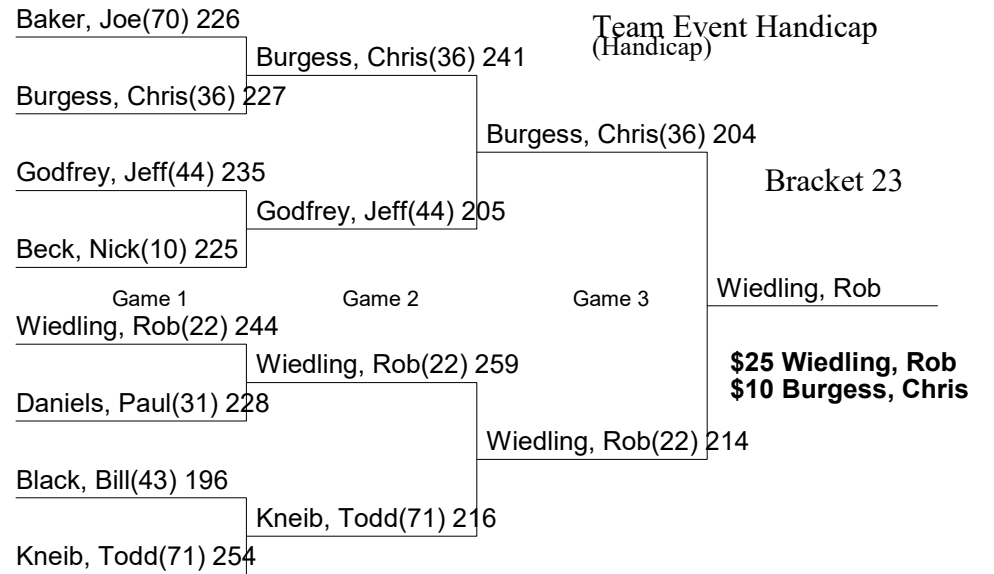 Baker, Joe(70) 226
Team Event Handicap
(Handicap)
Burgess, Chris(36) 241
Burgess, Chris(36) 227
Burgess, Chris(36) 204
Godfrey, Jeff(44) 235
Bracket 23
Godfrey, Jeff(44) 205
Beck, Nick(10) 225
Game 1
Game 2
Game 3
Wiedling, Rob
Wiedling, Rob(22) 244
Wiedling, Rob(22) 259
$25 Wiedling, Rob
$10 Burgess, Chris
Daniels, Paul(31) 228
Wiedling, Rob(22) 214
Black, Bill(43) 196
Kneib, Todd(71) 216
Kneib, Todd(71) 254